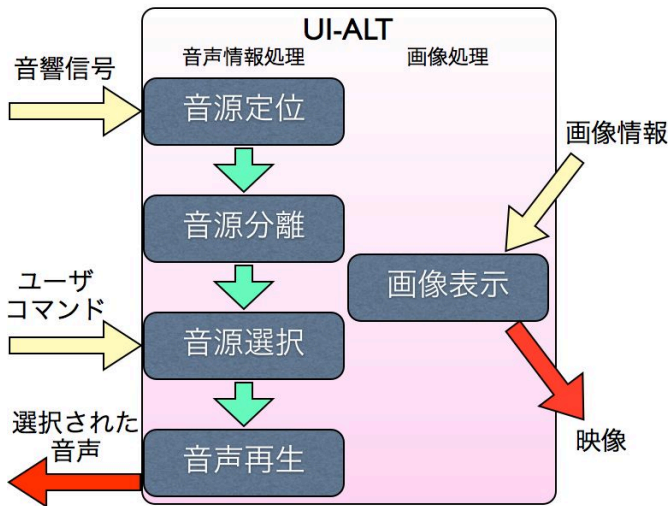 UI-ALT
音声情報処理
画像処理
音響信号
音源定位
画像情報
音源分離
ユーザ
コマンド
画像表示
音源選択
選択された
音声
音声再生
映像